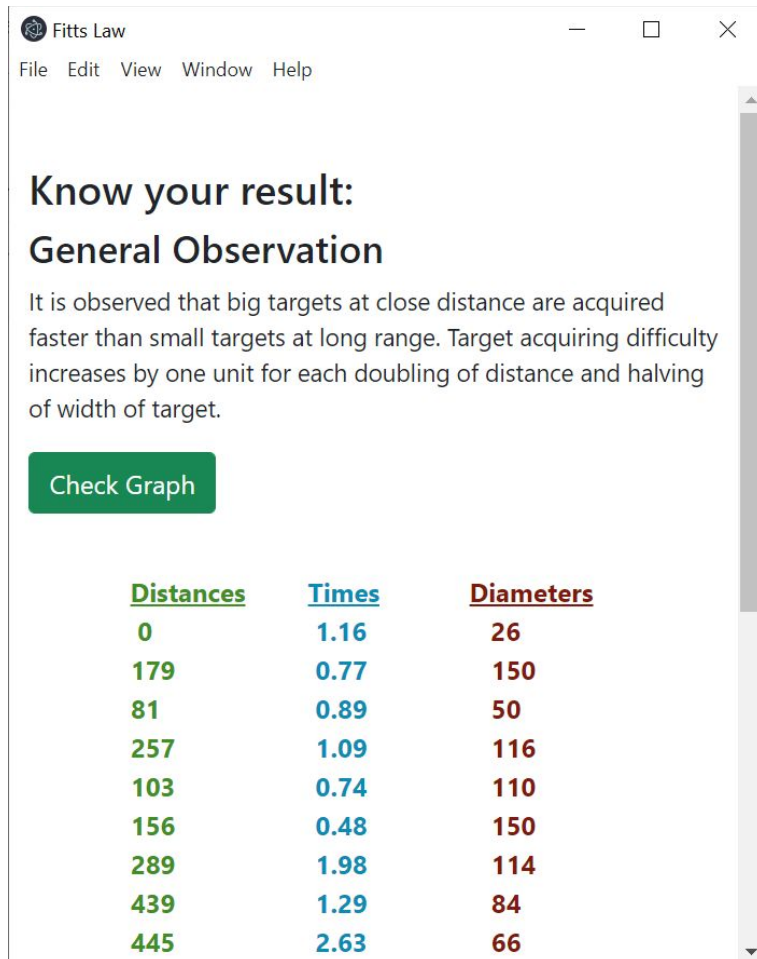 Fitts Law
File Edit View Window Help
Know your result:
General Observation
It is observed that big targets at close distance are acquired
faster than small targets at long range. Target acquiring difficulty
increases by one unit for each doubling of distance and halving
of width of target.
Check Graph
Distances Times Diameters
0 1.16 26
179 0.77 150
81 0.89 50
257 1.09 116
103 0.74 110
156 0.48 150
289 1.98 114
439 1.29 84
445 2.63 66